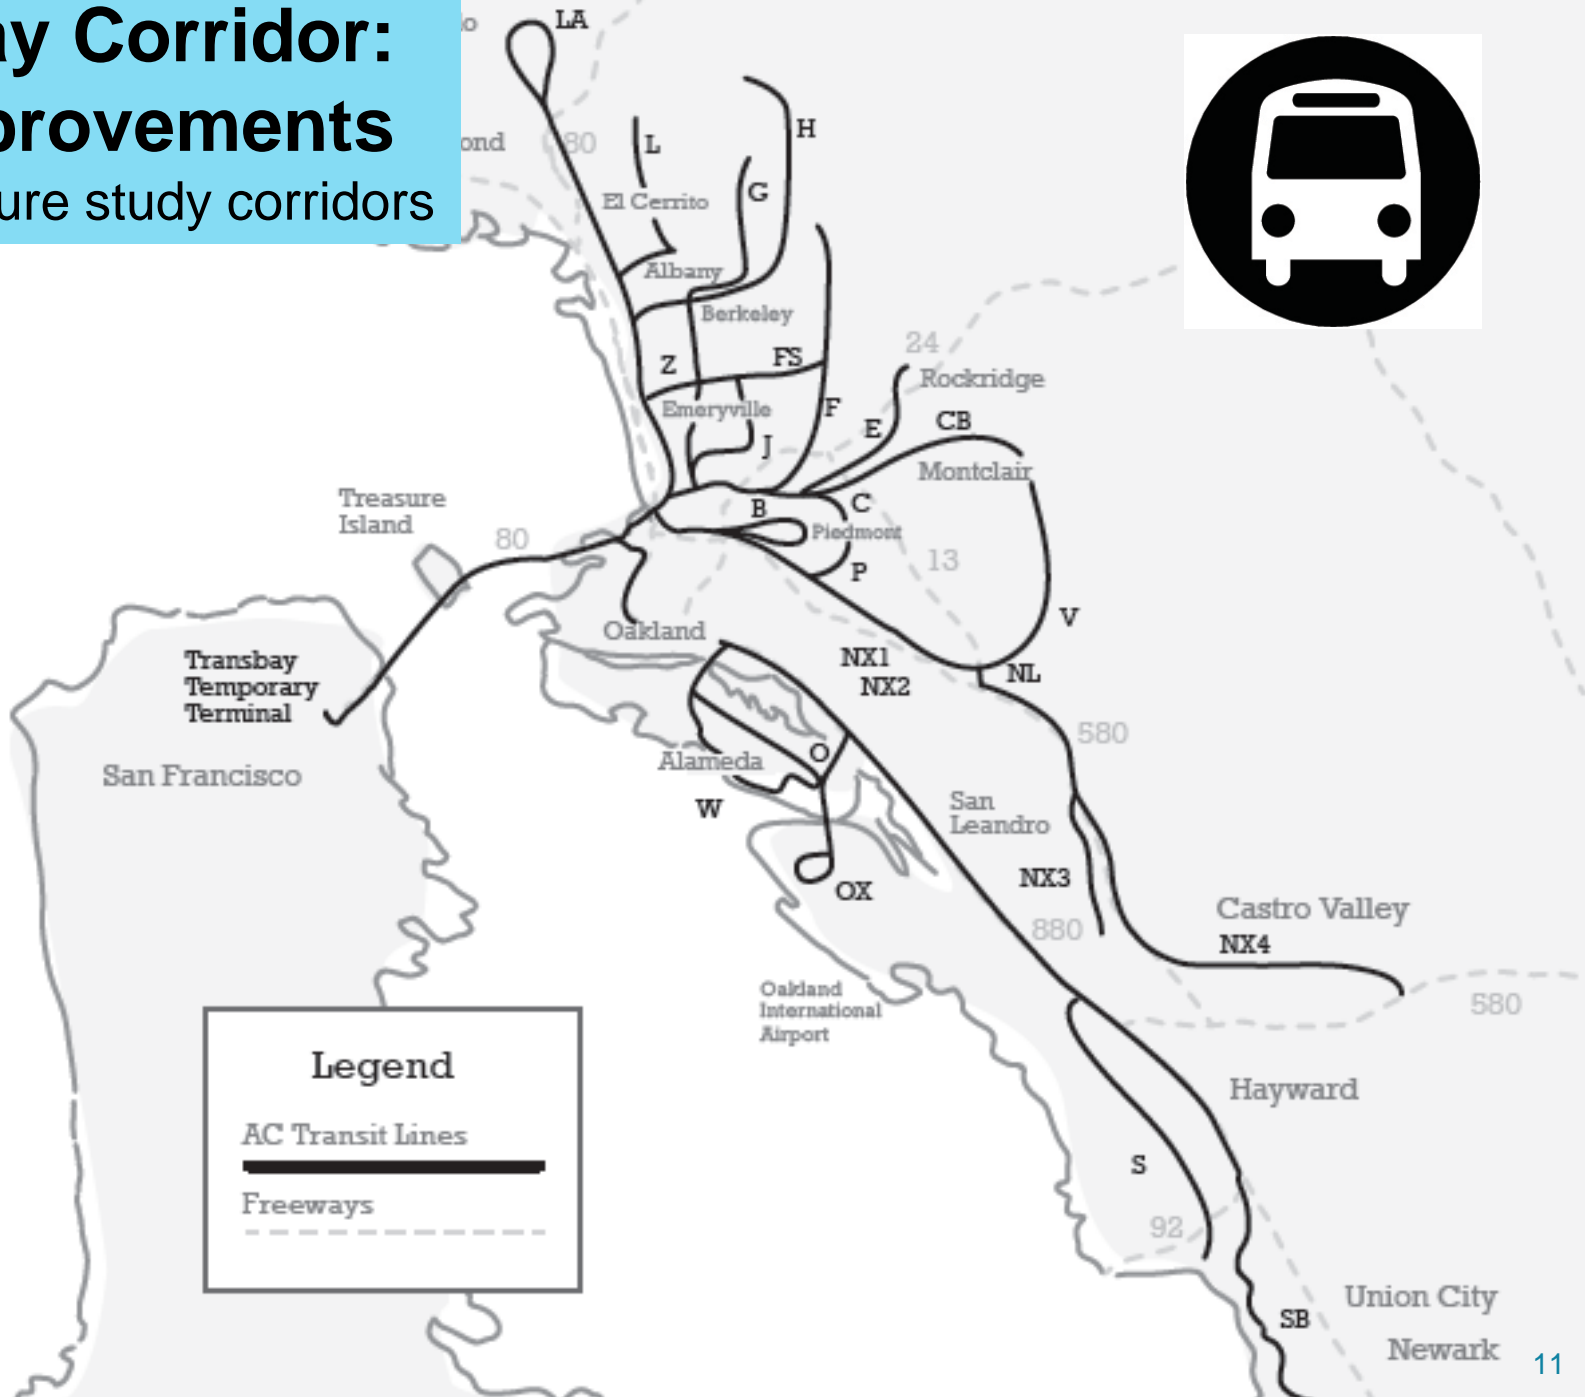 ay Corridor:
provements
ure study corridors
LA
80
L
H
G
El Cerrito
Albany
Berkeley
Z
FS
24
Rockridge
Emeryville
F
E
CB
J
Montclair
Treasure
Island
80
B
C
Piedmont
P
13
V
Oakland
NX1
NX2
NL
Transbay
Temporary
Terminal
580
San Francisco
Alameda
O
W
San
Leandro
NX3
OX
880
Castro Valley
NX4
Oakland
International
Airport
580
Legend
AC Transit Lines
Freeways
Hayward
S
92
Union City
SB
Newark
11